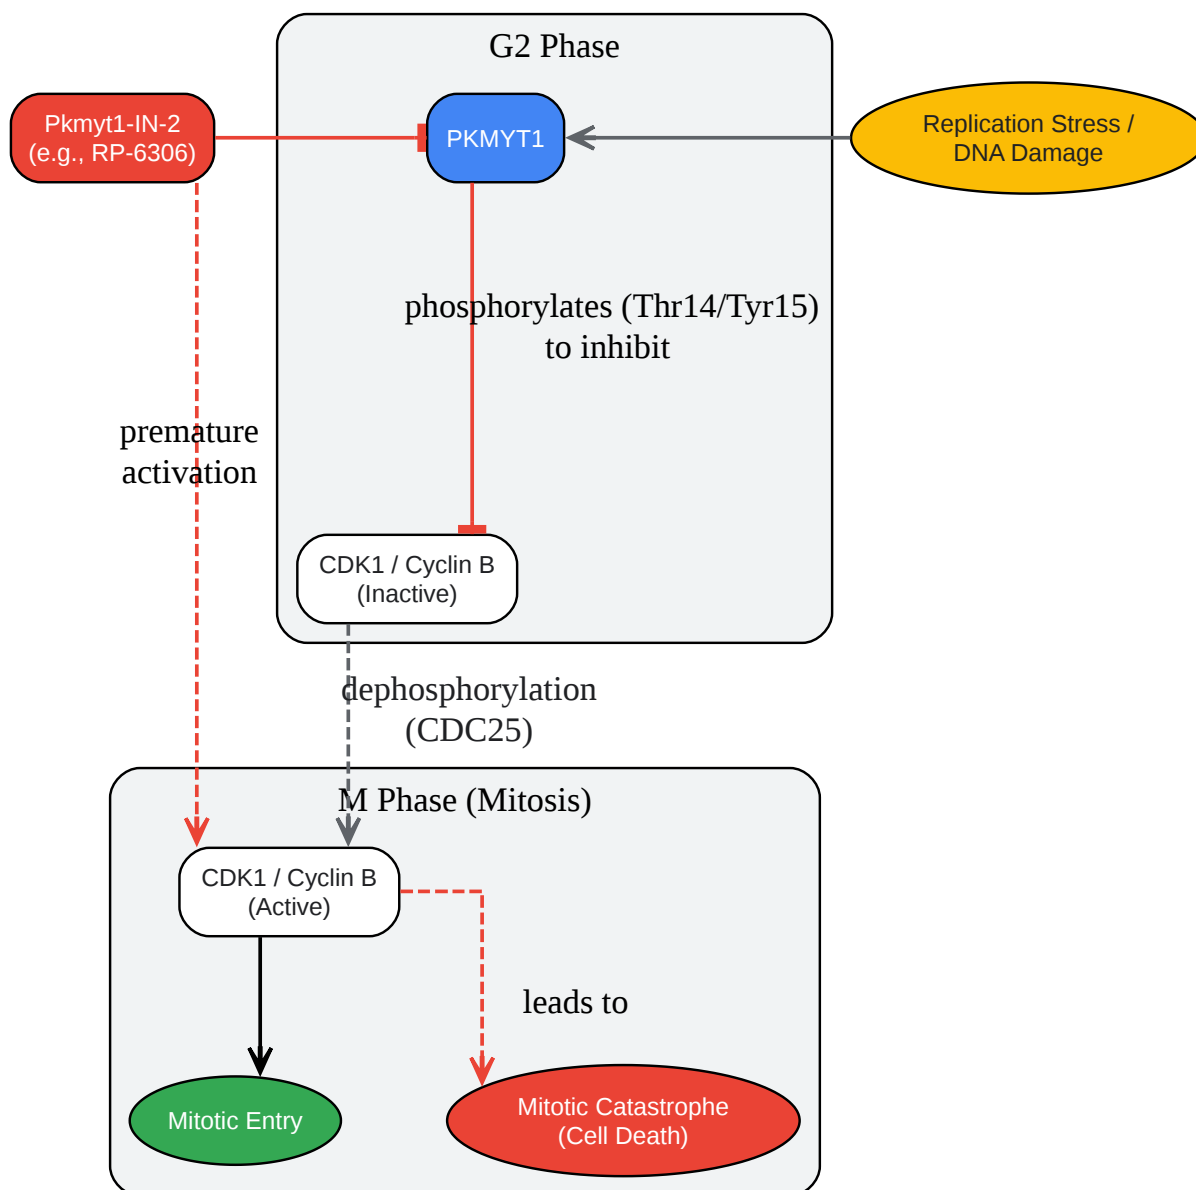 G2 Phase
Pkmyt1-IN-2
(e.g., RP-6306)
PKMYT1
Replication Stress /
DNA Damage
phosphorylates (Thr14/Tyr15)
to inhibit
premature
activation
CDK1 / Cyclin B
(Inactive)
dephosphorylation
(CDC25)
M Phase (Mitosis)
CDK1 / Cyclin B
(Active)
leads to
Mitotic Entry
Mitotic Catastrophe
(Cell Death)